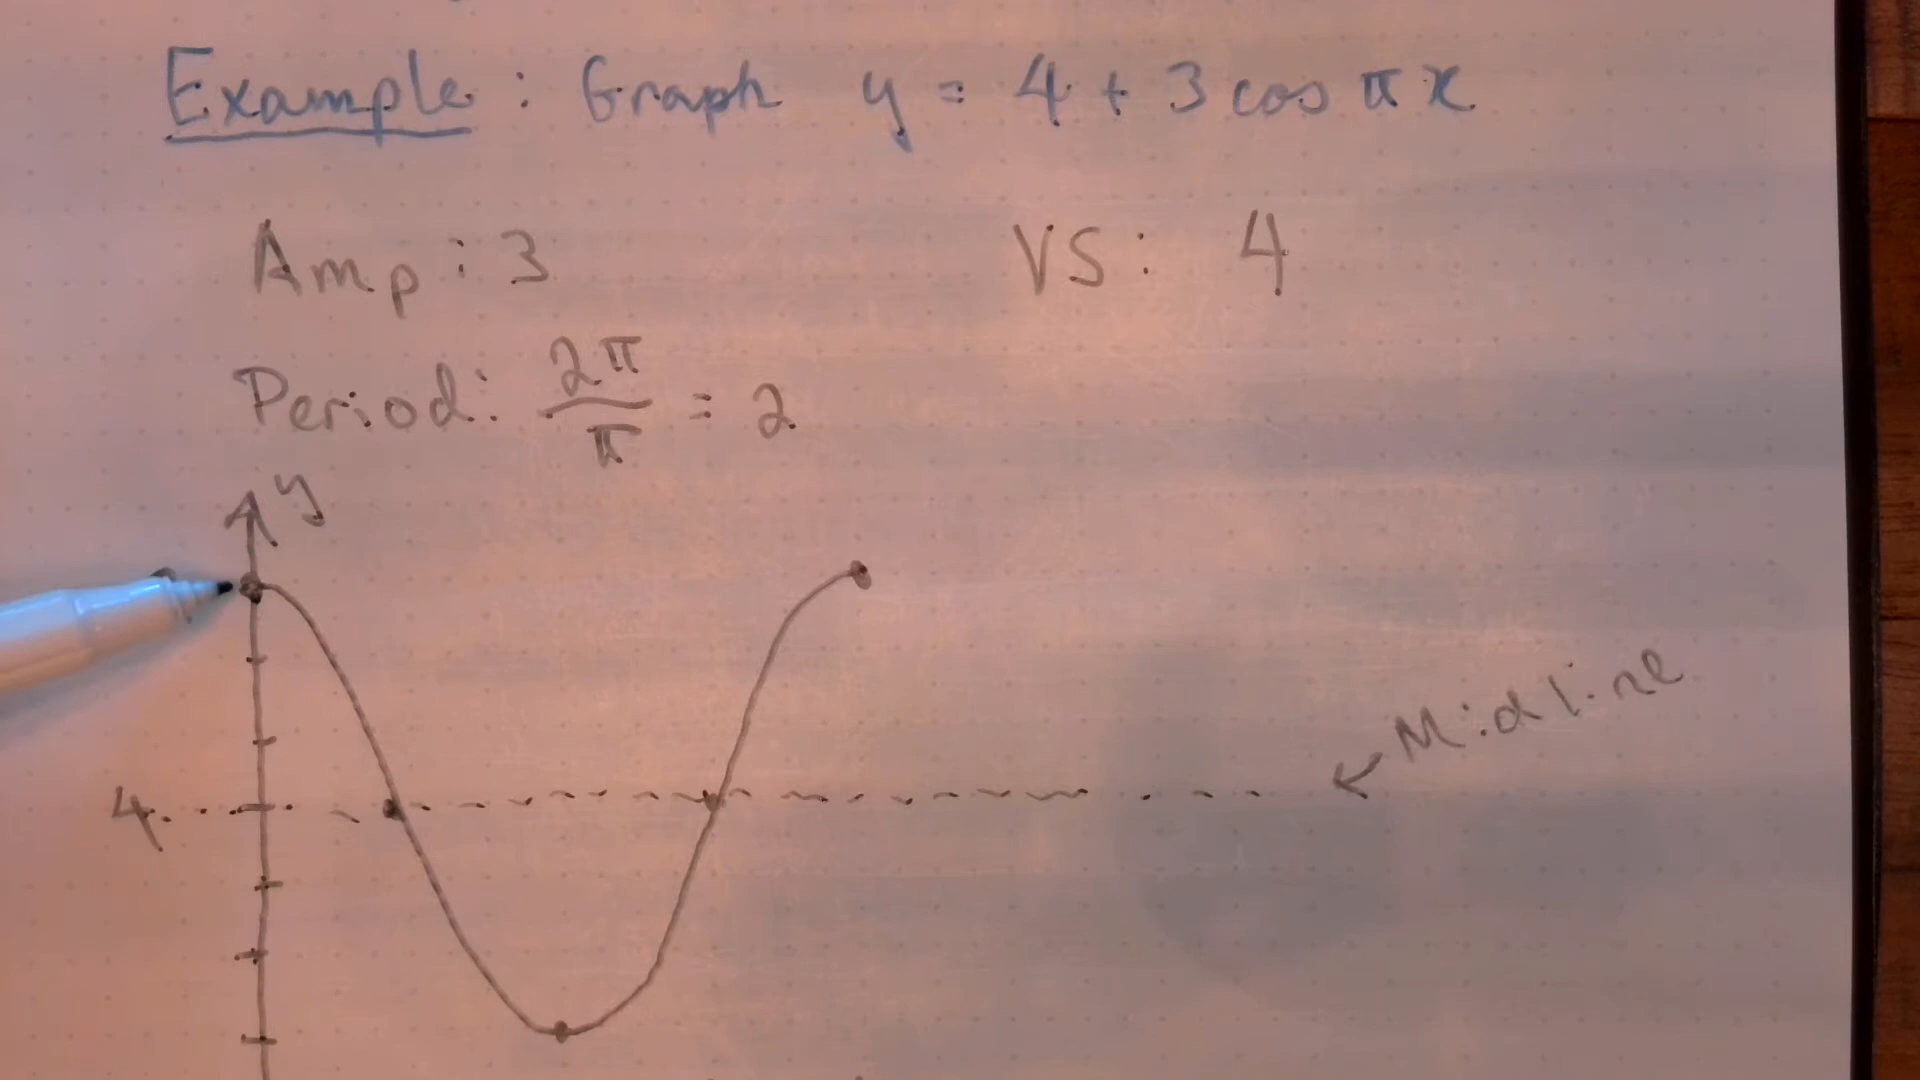 Example: Graph y = 4 + 3 cos πx
Amp: 3 VS: 4
Period: 2π/π = 2
y
Midline
4